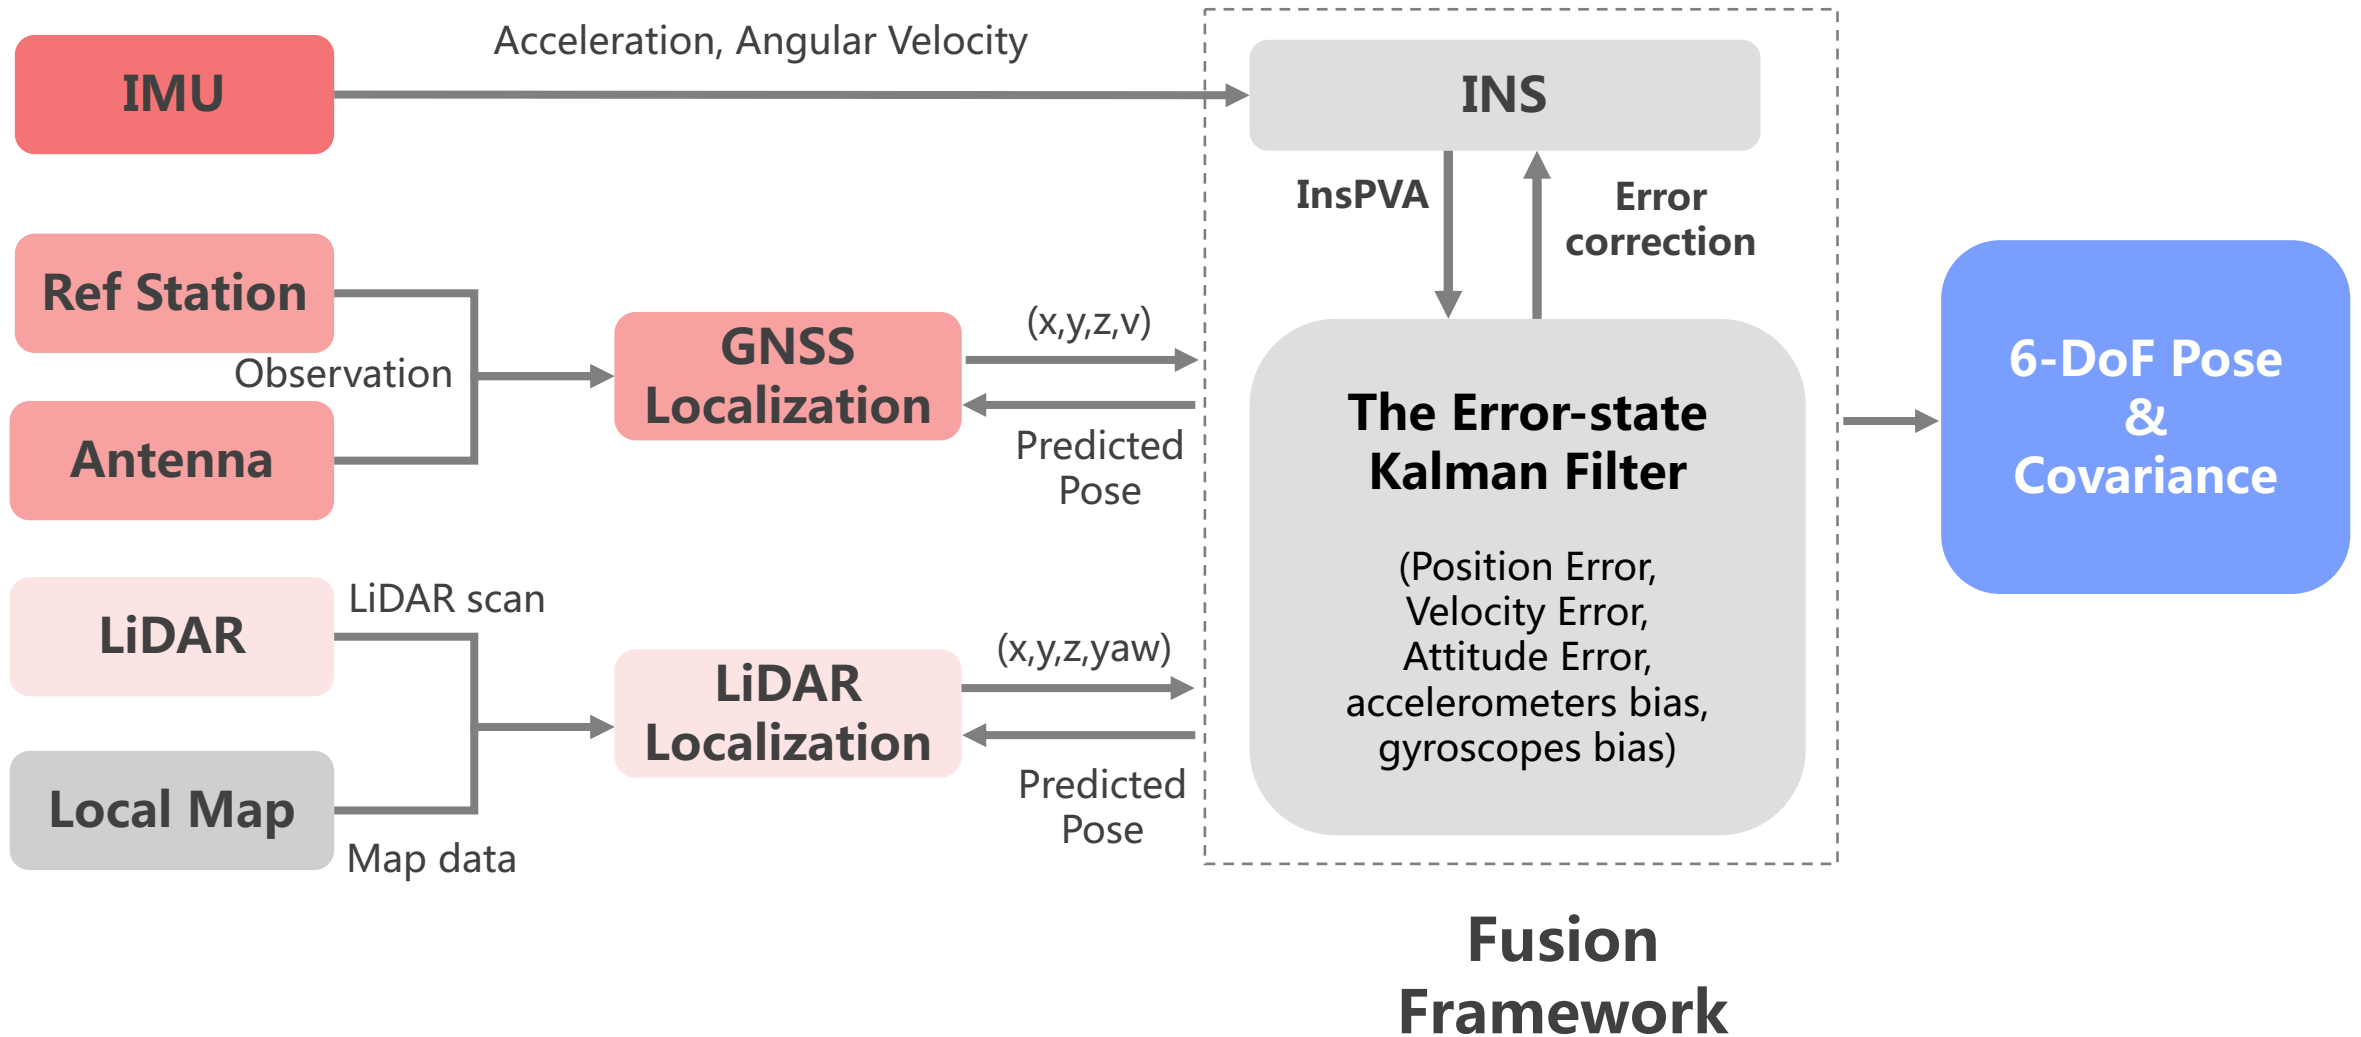 IMU
Acceleration, Angular Velocity
INS
InsPVA
Error
correction
Ref Station
Observation
Antenna
GNSS
Localization
(x,y,z,v)
Predicted
Pose
The Error-state
Kalman Filter
(Position Error,
Velocity Error,
Attitude Error,
accelerometers bias,
gyroscopes bias)
6-DoF Pose
&
Covariance
LiDAR
LiDAR scan
Local Map
Map data
LiDAR
Localization
(x,y,z,yaw)
Predicted
Pose
Fusion
Framework